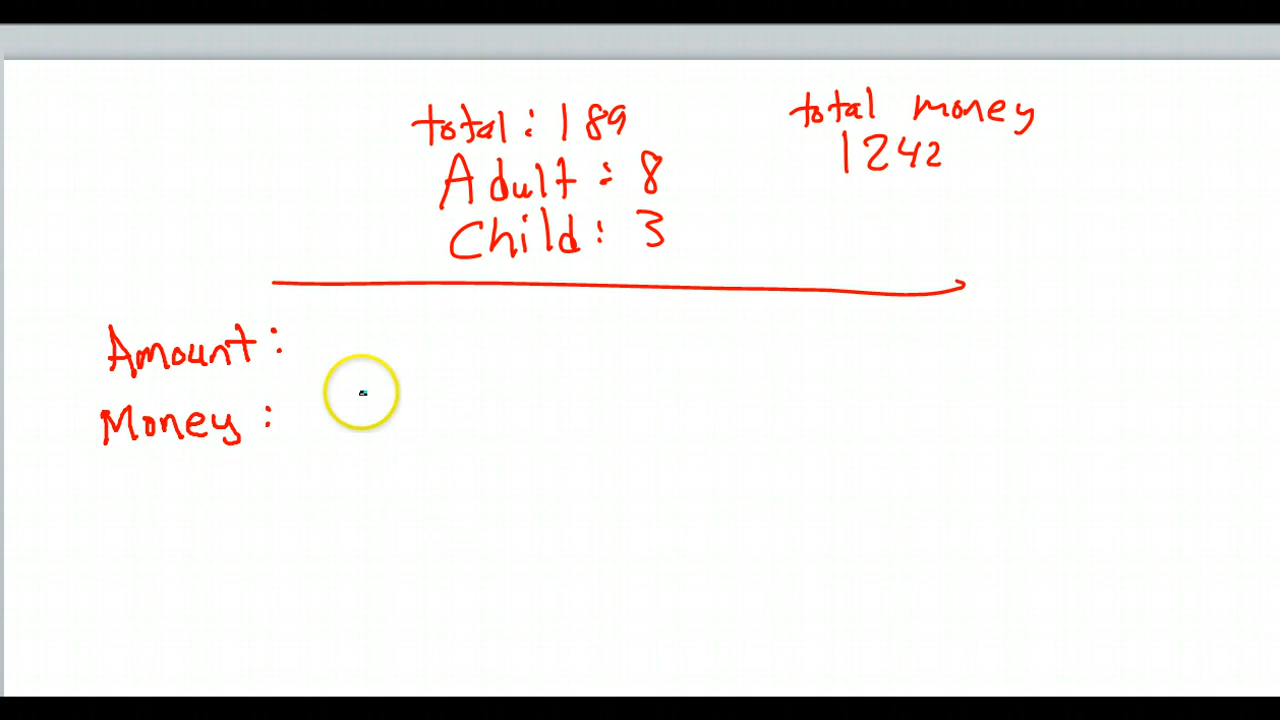 total : 189
Adult : 8
Child : 3
total money
1242
Amount :
Money :